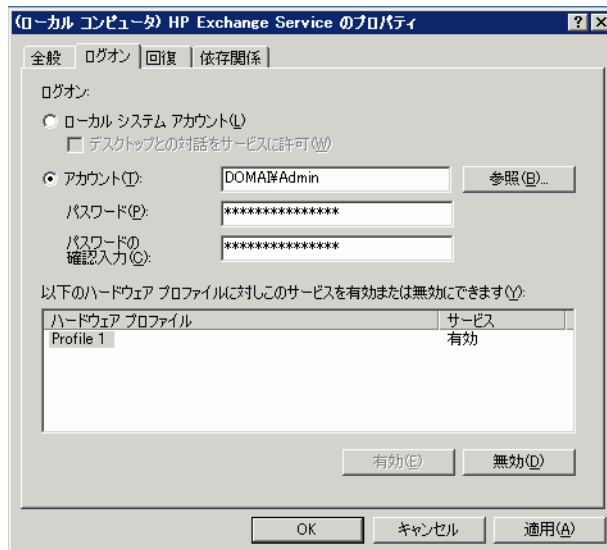 (ローカル コンピュータ) HP Exchange Service のプロパティ
全般 ログオン 回復 依存関係
ログオン:
ローカル システム アカウント(L)
デスクトップとの対話をサービスに許可(W)
アカウント(T): DOMAI¥Admin 参照(B)...
パスワード(P): ***************
パスワードの
確認入力(C): ***************
以下のハードウェア プロファイルに対しこのサービスを有効または無効にできます(Y):
ハードウェア プロファイル サービス
Profile 1 有効
有効(E) 無効(D)
OK キャンセル 適用(A)